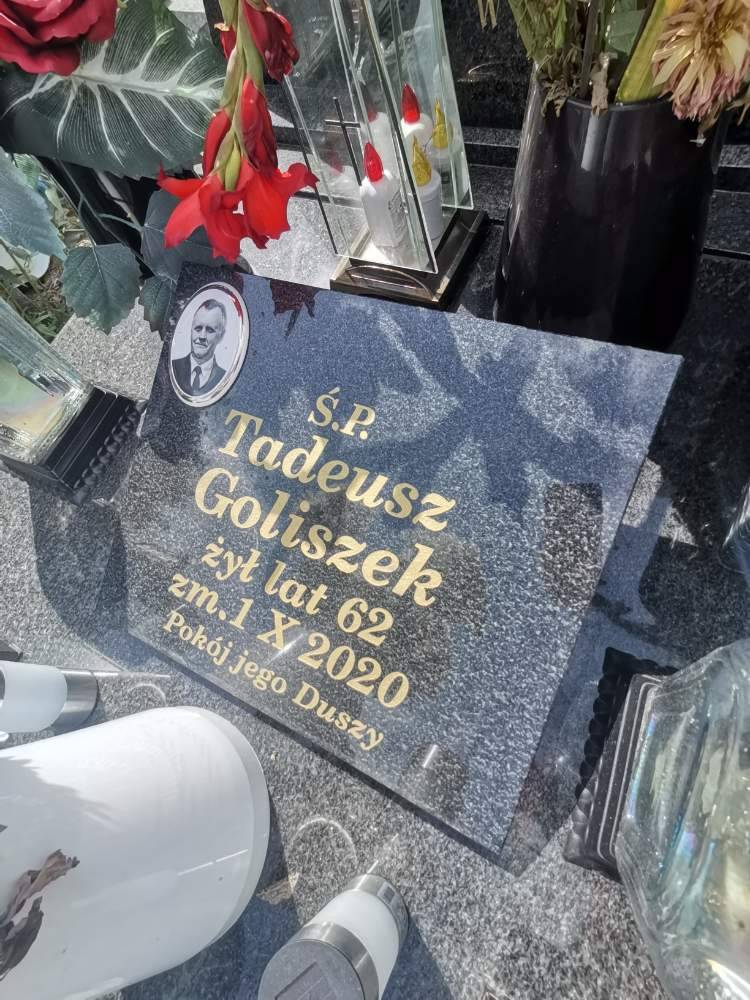 Ś.P.
Tadeusz
Goliszek
żył lat 62
zm.1 X 2020
Pokój jego Duszy